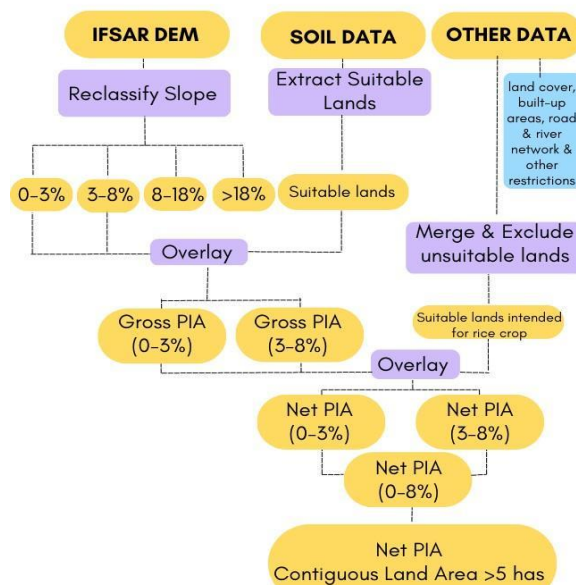 IFSAR DEM
SOIL DATA
OTHER DATA
Reclassify Slope
Extract Suitable
Lands
land cover,
built-up
areas, road
& river
network &
other
restrictions
0-3%
3-8%
8-18%
>18%
Suitable lands
Merge & Exclude
unsuitable lands
Overlay
Suitable lands intended
for rice crop
Gross PIA
(0-3%)
Gross PIA
(3-8%)
Overlay
Net PIA
(0-3%)
Net PIA
(3-8%)
Net PIA
(0-8%)
Net PIA
Contiguous Land Area >5 has